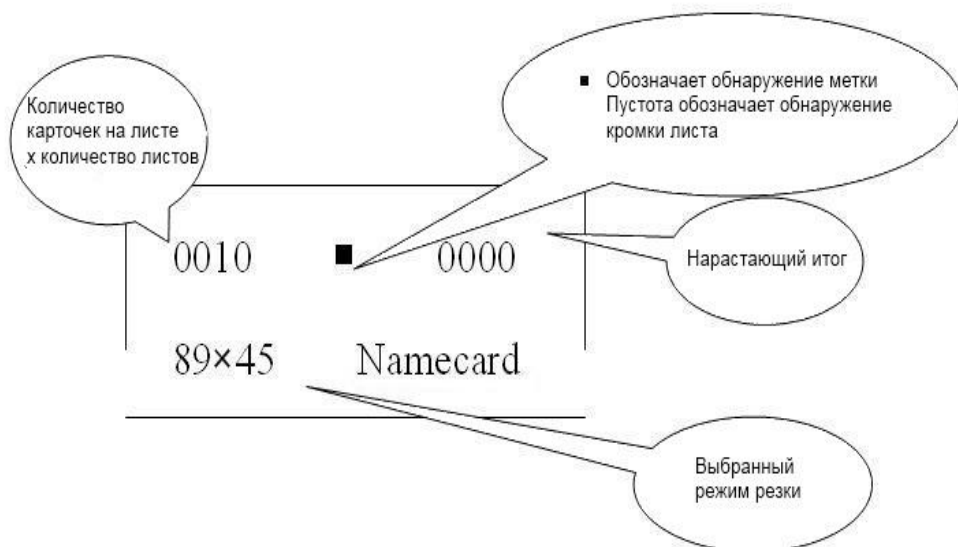 ■ Обозначает обнаружение метки
Пустота обозначает обнаружение
кромки листа
Количество
карточек на листе
х количество листов
0010 ■ 0000
Нарастающий итог
89×45 Namecard
Выбранный
режим резки